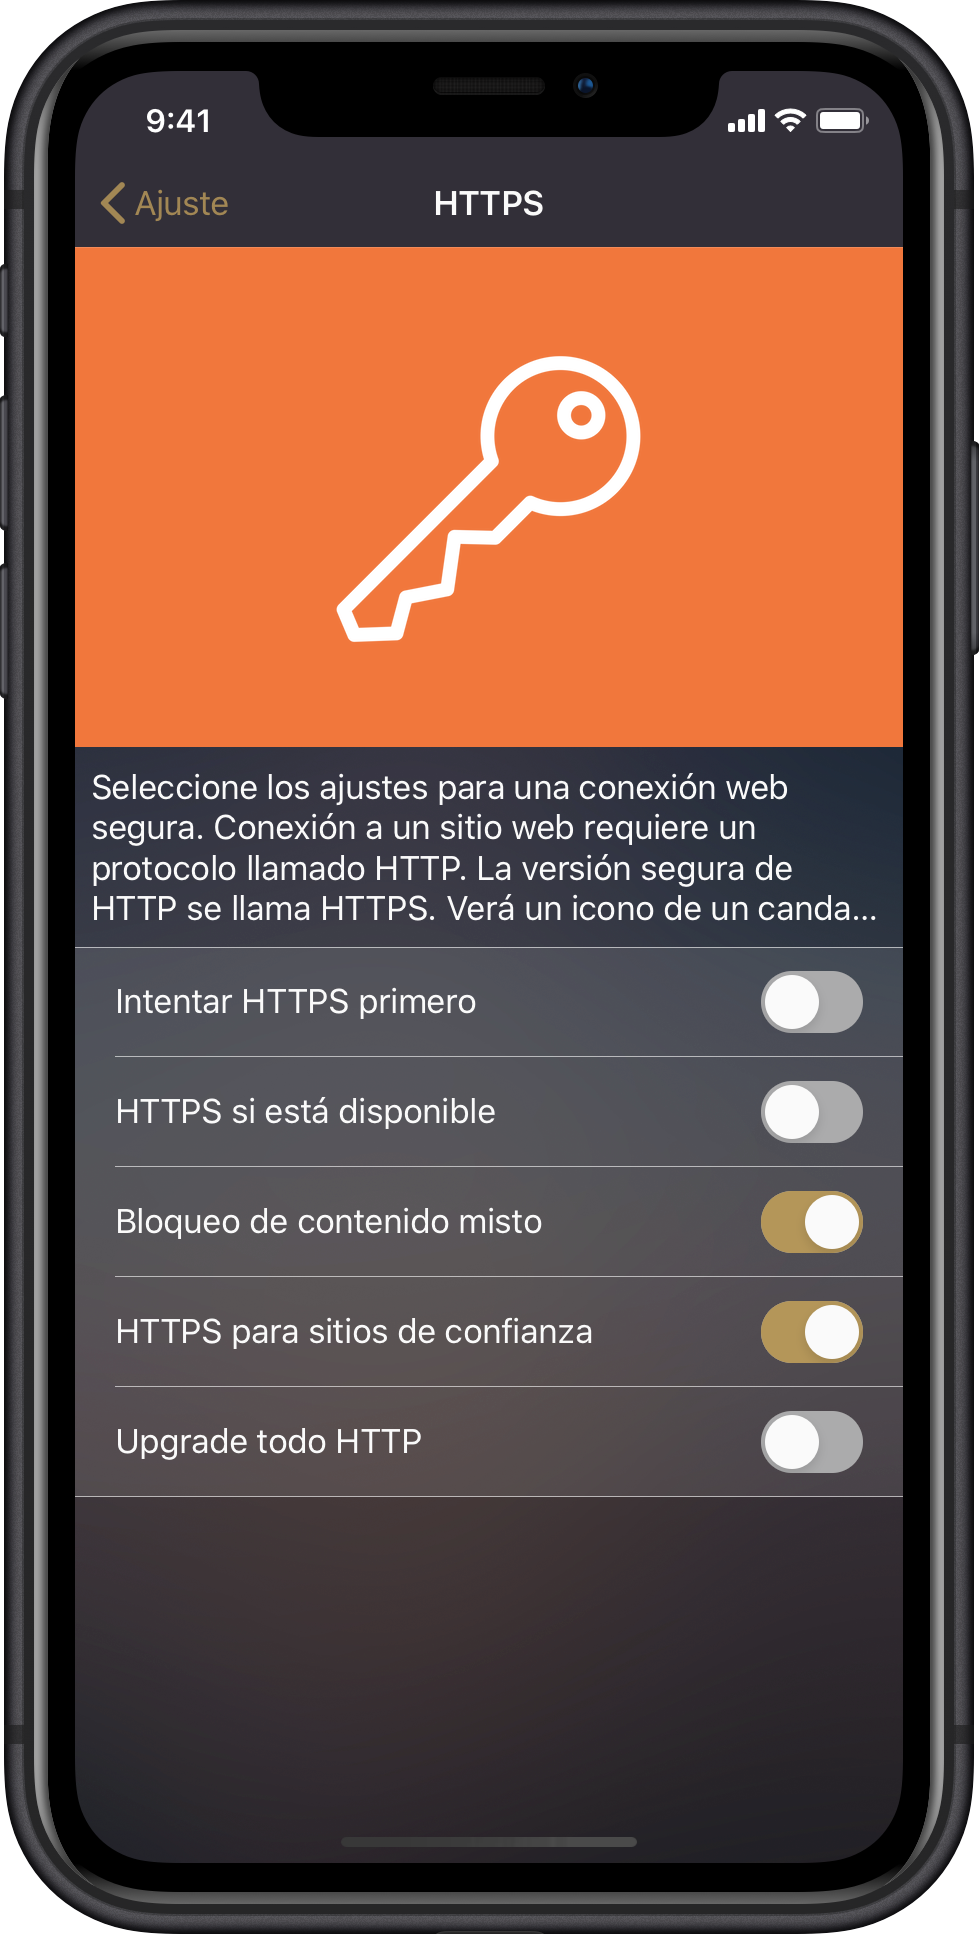 9:41
Ajuste
HTTPS
Seleccione los ajustes para una conexión web
segura. Conexión a un sitio web requiere un
protocolo llamado HTTP. La versión segura de
HTTP se llama HTTPS. Verá un icono de un canda...
Intentar HTTPS primero
HTTPS si está disponible
Bloqueo de contenido misto
HTTPS para sitios de confianza
Upgrade todo HTTP